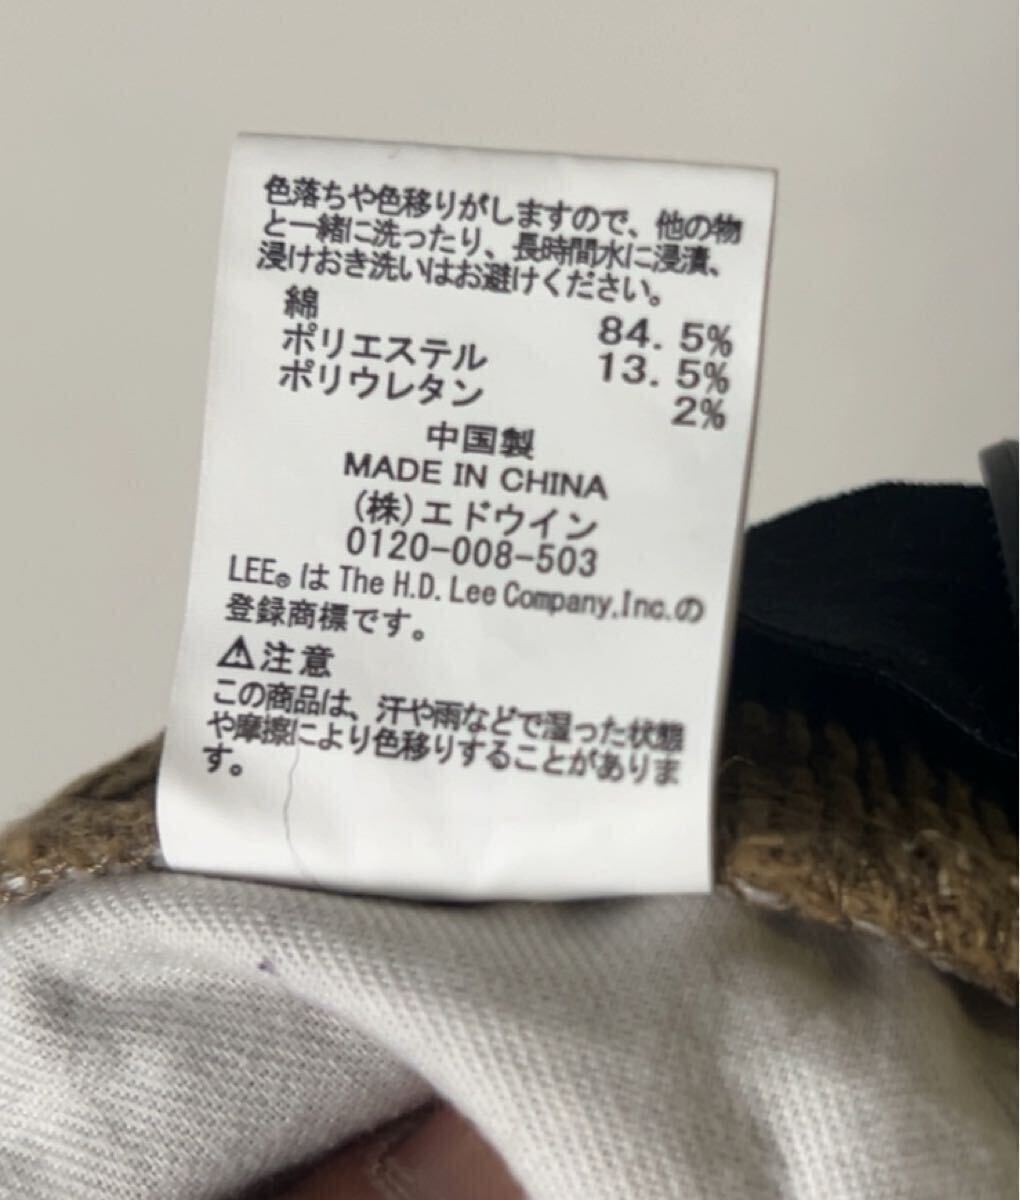 色落ちや色移りがしますので、他の物
と一緒に洗ったり、長時間水に浸漬、
浸けおき洗いはお避けください。
綿 84.5%
ポリエステル 13.5%
ポリウレタン 2%
中国製
MADE IN CHINA
(株)エドウイン
0120-008-503
LEE®はThe H.D. Lee Company,Inc.の
登録商標です。
⚠注意
この商品は、汗や雨などで湿った状態
や摩擦により色移りすることがありま
す。